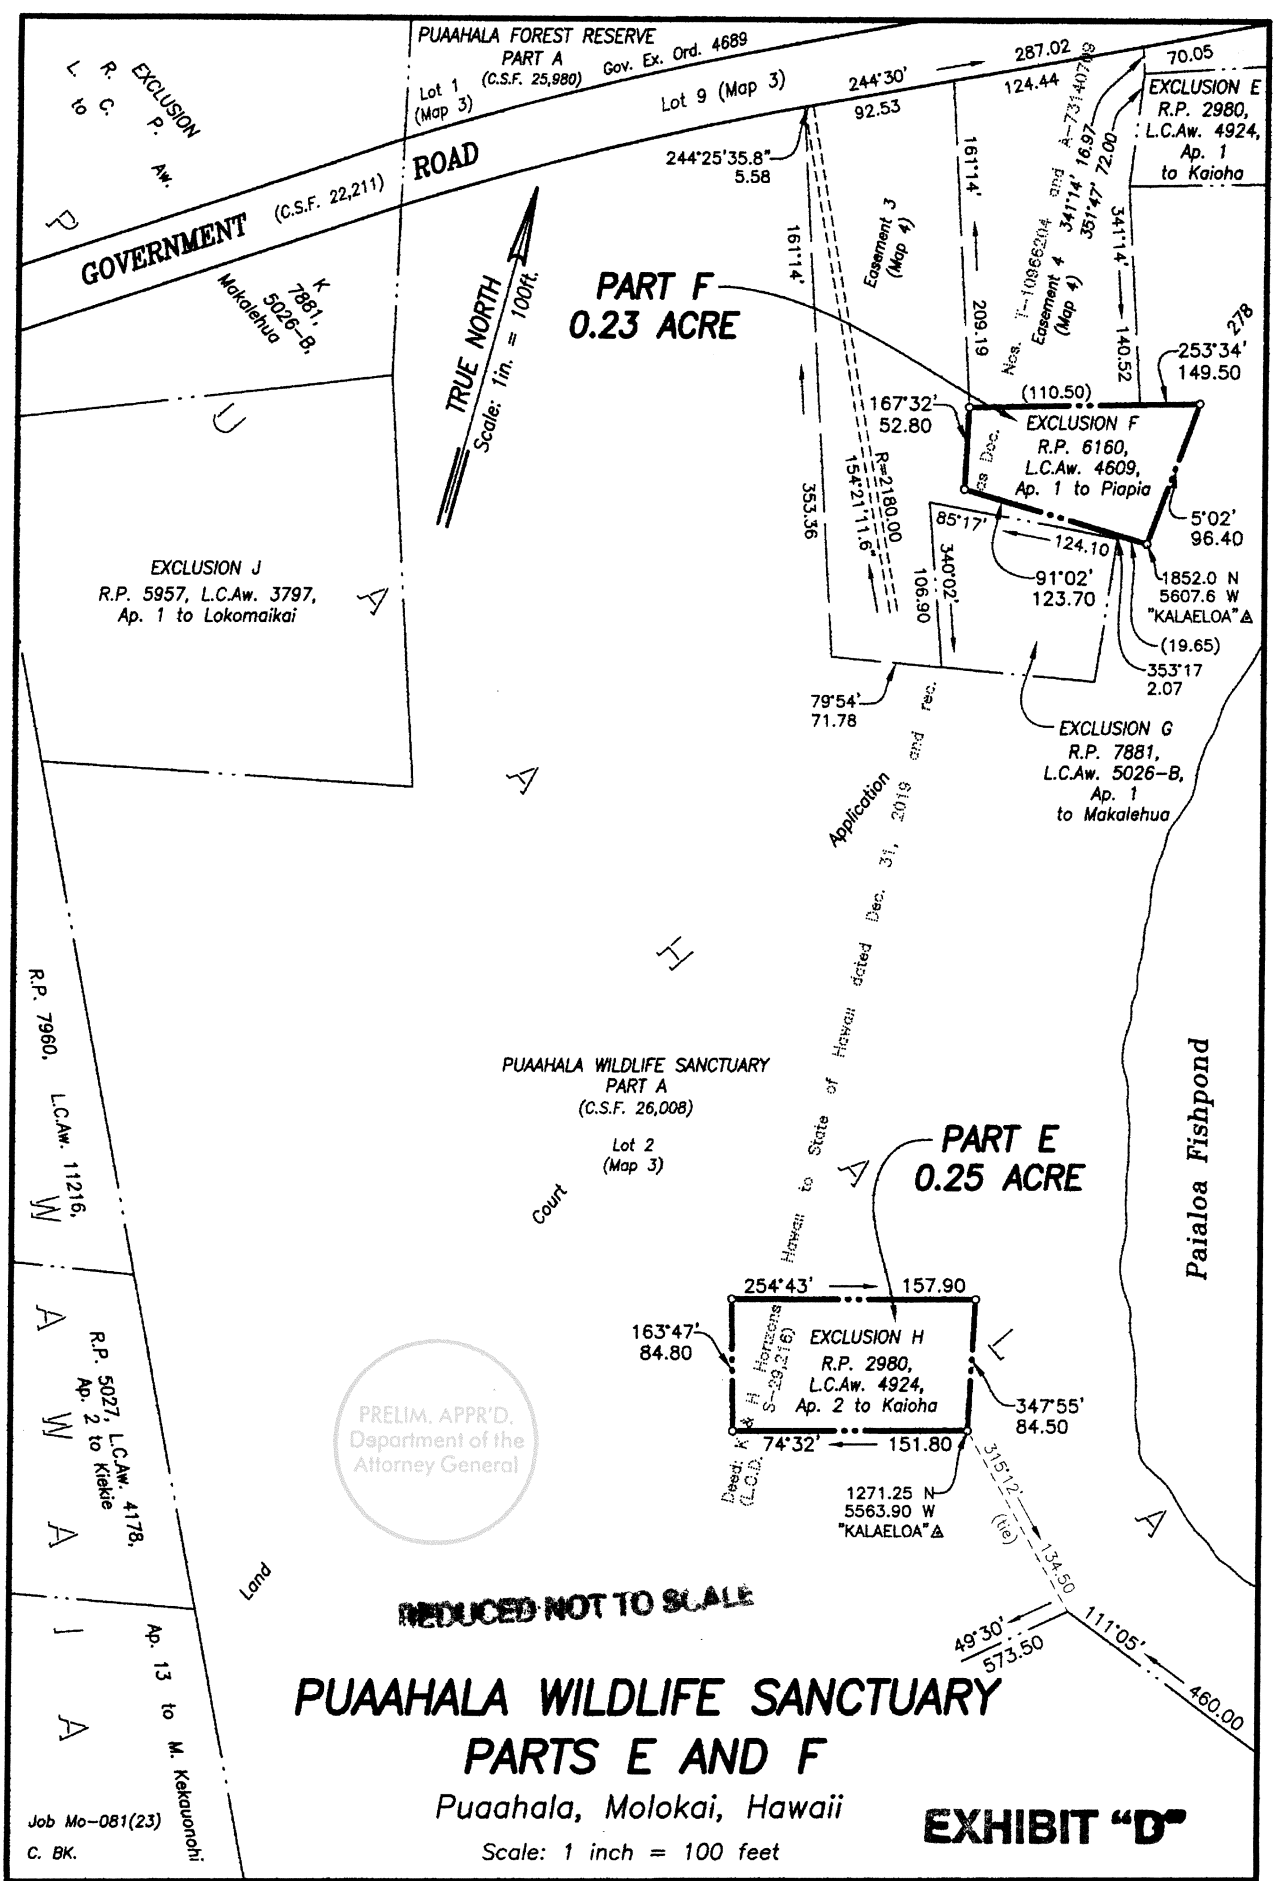 PUAAHALA FOREST RESERVE
PART A
(C.S.F. 25,980)
Gov. Ex. Ord. 4689
Lot 1
(Map 3)
Lot 9 (Map 3)
EXCLUSION
R. P.
L. C. Aw.
to
P U A A H A L A
GOVERNMENT (C.S.F. 22,211) ROAD
K
7881,
5026-B,
Makalehua
244°30'
92.53
287.02
124.44
70.05
244°25'35.8"
5.58
EXCLUSION E
R.P. 2980,
L.C.Aw. 4924,
Ap. 1
to Kaioha
341°14' 16.97
351°47' 72.00
341°14'
140.52
161°14'
209.19
161°14'
353.36
Easement 3
(Map 4)
Easement 4
(Map 4)
TRUE NORTH
Scale: 1in. = 100ft.
PART F
0.23 ACRE
278
253°34'
149.50
(110.50)
167°32'
52.80
EXCLUSION F
R.P. 6160,
L.C.Aw. 4609,
Ap. 1 to Piapia
R=2180.00
154°21'11.6"
5°02'
96.40
85°17'
124.10
91°02'
123.70
340°02'
106.90
1852.0 N
5607.6 W
"KALAELOA"
(19.65)
353°17
2.07
79°54'
71.78
EXCLUSION G
R.P. 7881,
L.C.Aw. 5026-B,
Ap. 1
to Makalehua
EXCLUSION J
R.P. 5957, L.C.Aw. 3797,
Ap. 1 to Lokomaikai
Land Court Application
Deed: K & H Horizons Hawaii to State of Hawaii dated Dec. 31, 2019 and rec. as Doc. Nos. T-10966204 and A-73140709
(L.O.D. S-29,216)
PUAAHALA WILDLIFE SANCTUARY
PART A
(C.S.F. 26,008)
Lot 2
(Map 3)
PART E
0.25 ACRE
Paialoa Fishpond
R.P. 7960, L.C.Aw. 11216,
Ap. 13 to M. Kekauonohi
W A W A I A
R.P. 5027, L.C.Aw. 4178,
Ap. 2 to Kiekie
254°43'
157.90
163°47'
84.80
EXCLUSION H
R.P. 2980,
L.C.Aw. 4924,
Ap. 2 to Kaioha
347°55'
84.50
74°32'
151.80
1271.25 N
5563.90 W
"KALAELOA"
315°12'
134.50
(tie)
49°30'
573.50
111°05'
460.00
PRELIM. APPR'D.
Department of the
Attorney General
REDUCED NOT TO SCALE
PUAAHALA WILDLIFE SANCTUARY
PARTS E AND F
Puaahala, Molokai, Hawaii
Scale: 1 inch = 100 feet
Job Mo-081(23)
C. BK.
EXHIBIT "D"